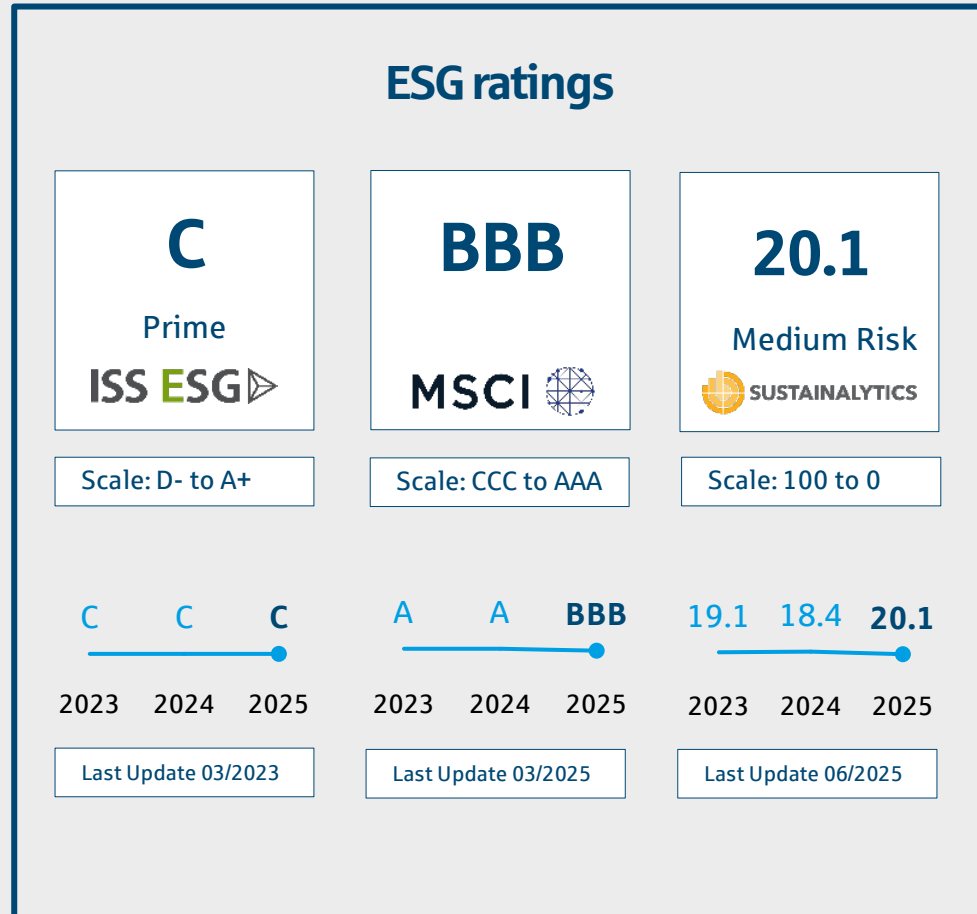 ESG ratings
C
Prime
ISS ESG
Scale: D- to A+
BBB
MSCI
Scale: CCC to AAA
20.1
Medium Risk
SUSTAINALYTICS
Scale: 100 to 0
C C C
2023 2024 2025
Last Update 03/2023
A A BBB
2023 2024 2025
Last Update 03/2025
19.1 18.4 20.1
2023 2024 2025
Last Update 06/2025